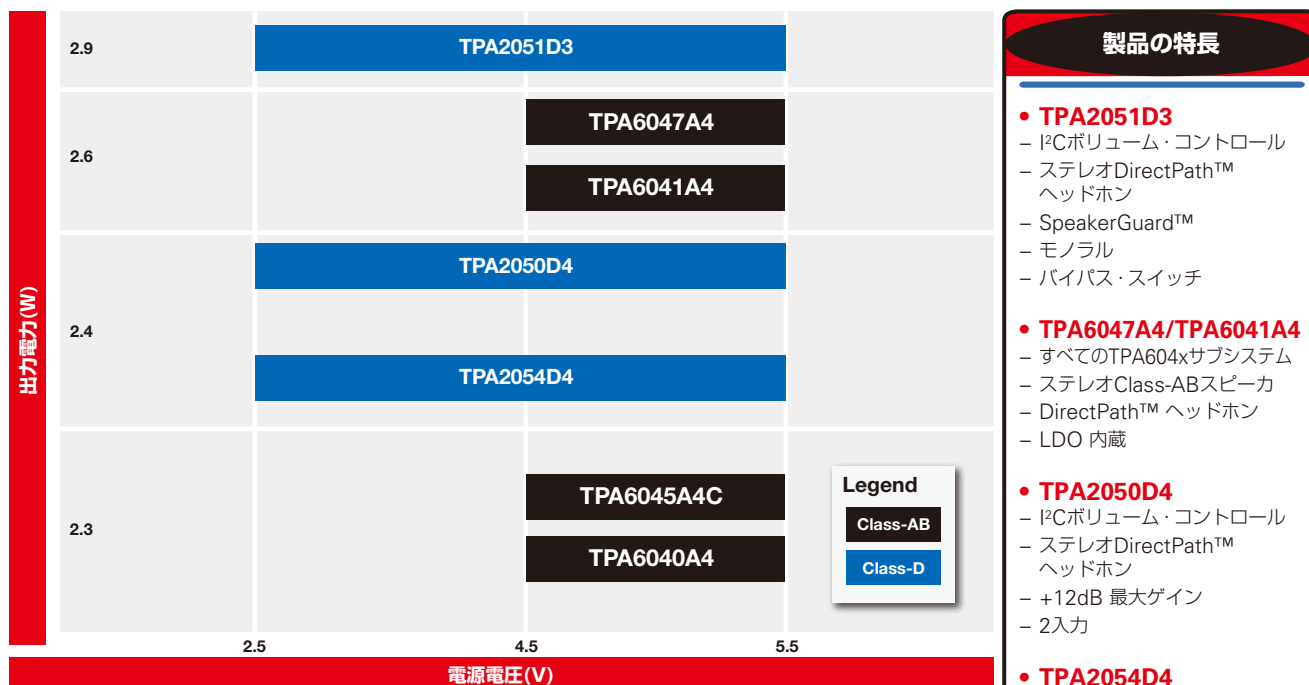 2.9
TPA2051D3
TPA6047A4
2.6
TPA6041A4
TPA2050D4
2.4
TPA2054D4
TPA6045A4C
2.3
TPA6040A4
Legend
Class-AB
Class-D
出力電力(W)
2.5
4.5
5.5
電源電圧(V)
製品の特長
• TPA2051D3
– I²Cボリューム・コントロール
– ステレオDirectPath™
ヘッドホン
– SpeakerGuard™
– モノラル
– バイパス・スイッチ
• TPA6047A4/TPA6041A4
– すべてのTPA604xサブシステム
– ステレオClass-ABスピーカ
– DirectPath™ ヘッドホン
– LDO 内蔵
• TPA2050D4
– I²Cボリューム・コントロール
– ステレオDirectPath™
ヘッドホン
– +12dB 最大ゲイン
– 2入力
• TPA2054D4